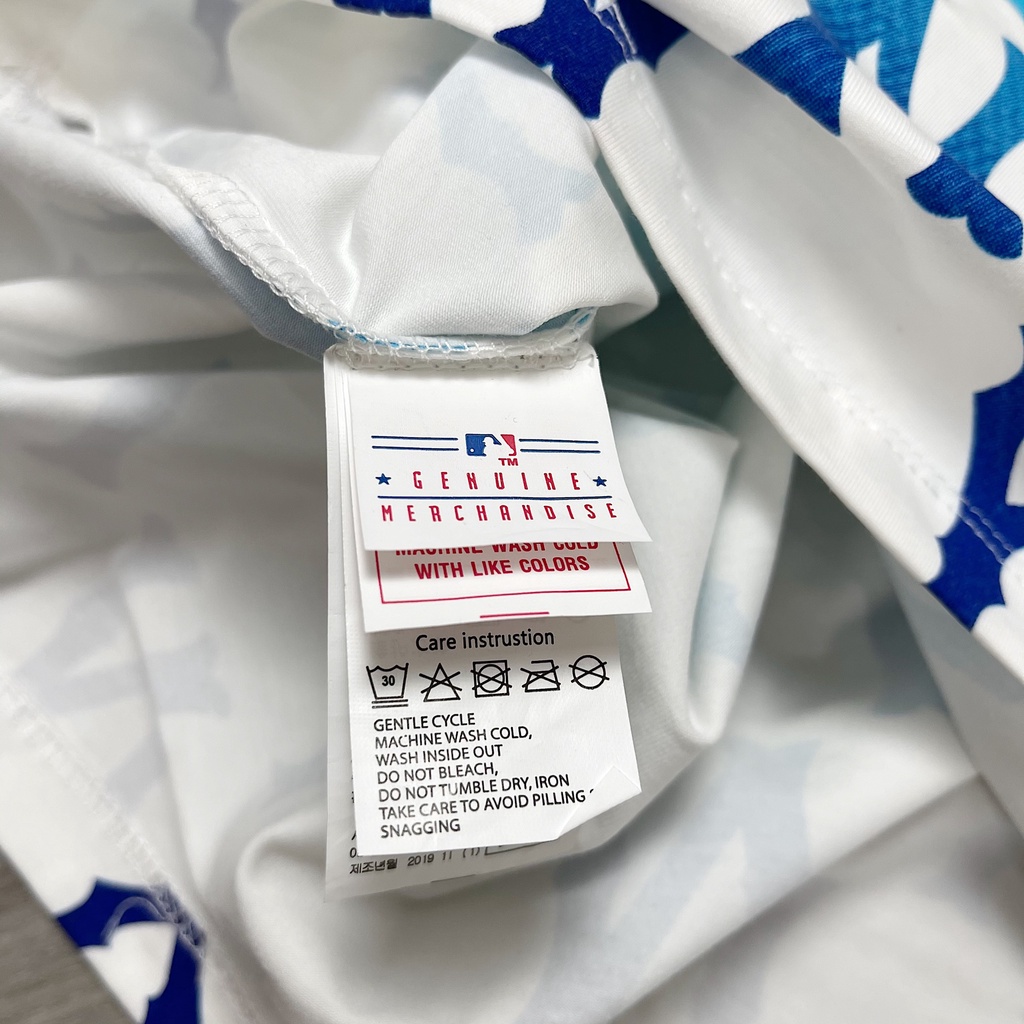 TM
GENUINE
MERCHANDISE
MACHINE WASH COLD
WITH LIKE COLORS
Care instrustion
30
GENTLE CYCLE
MACHINE WASH COLD,
WASH INSIDE OUT
DO NOT BLEACH,
DO NOT TUMBLE DRY, IRON
TAKE CARE TO AVOID PILLING
SNAGGING
제조년월 2019 11 (1)